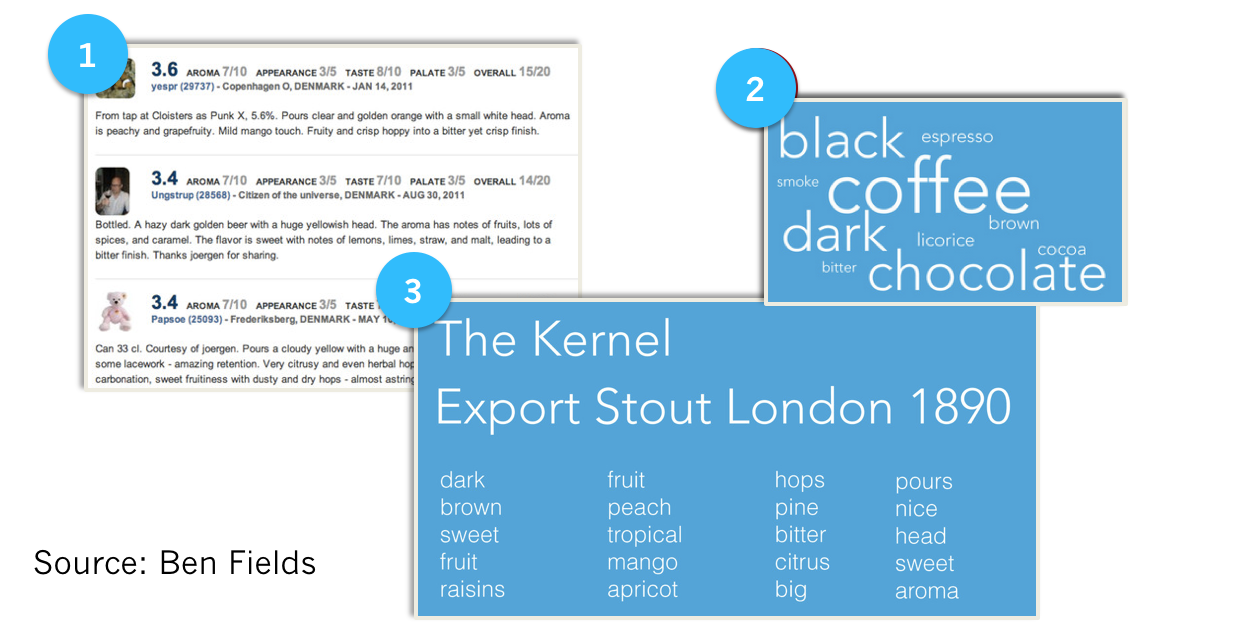 1
3.6 AROMA 7/10 APPEARANCE 3/5 TASTE 8/10 PALATE 3/5 OVERALL 15/20
yespr (29737) - Copenhagen O, DENMARK - JAN 14, 2011
From tap at Cloisters as Punk X, 5.6%. Pours clear and golden orange with a small white head. Aroma
is peachy and grapefruity. Mild mango touch. Fruity and crisp hoppy into a bitter yet crisp finish.
3.4 AROMA 7/10 APPEARANCE 3/5 TASTE 7/10 PALATE 3/5 OVERALL 14/20
Ungstrup (28568) - Citizen of the universe, DENMARK - AUG 30, 2011
Bottled. A hazy dark golden beer with a huge yellowish head. The aroma has notes of fruits, lots of
spices, and caramel. The flavor is sweet with notes of lemons, limes, straw, and malt, leading to a
bitter finish. Thanks joergen for sharing.
3.4 AROMA 7/10 APPEARANCE 3/5 TASTE
Papsoe (25093) - Frederiksberg, DENMARK - MAY
Can 33 cl. Courtesy of joergen. Pours a cloudy yellow with a huge
some lacework - amazing retention. Very citrusy and even herbal
carbonation, sweet fruitiness with dusty and dry hops - almost
2
black espresso
smoke coffee
dark brown
licorice
cocoa
bitter chocolate
3
The Kernel
Export Stout London 1890
dark fruit hops pours
brown peach pine nice
sweet tropical bitter head
fruit mango citrus sweet
raisins apricot big aroma
Source: Ben Fields